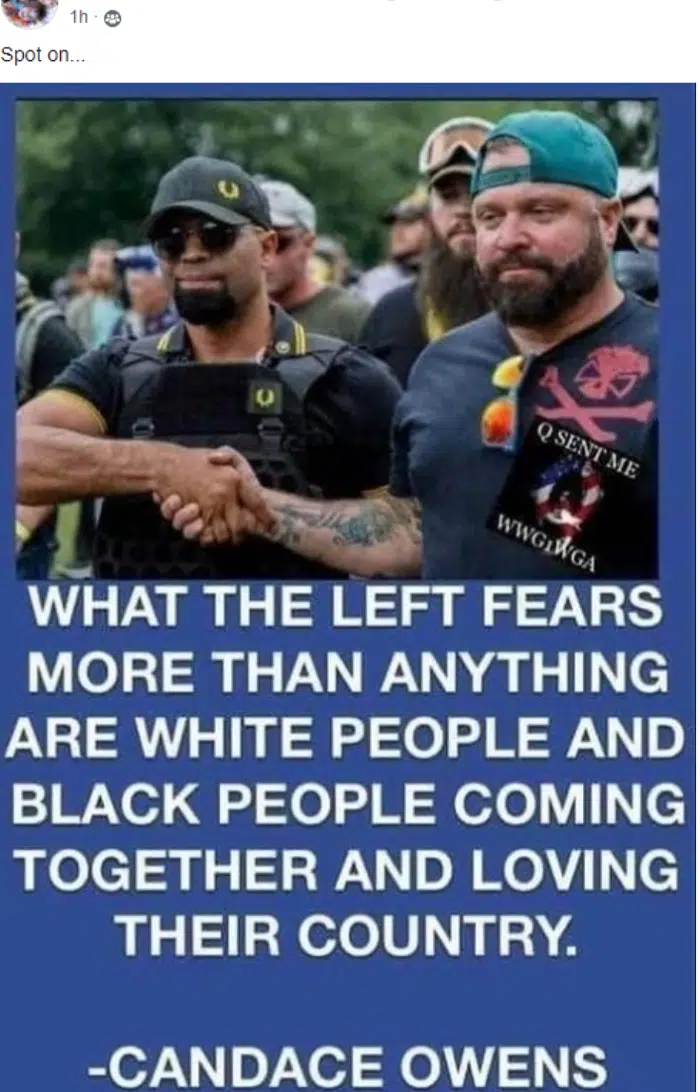 1h ·
Spot on...
Q SENT ME
WWG1WGA
WHAT THE LEFT FEARS
MORE THAN ANYTHING
ARE WHITE PEOPLE AND
BLACK PEOPLE COMING
TOGETHER AND LOVING
THEIR COUNTRY.
-CANDACE OWENS